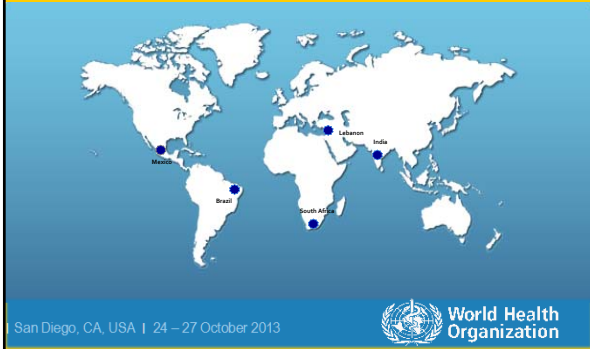 Lebanon
India
Mexico
Brazil
South Africa
| San Diego, CA, USA | 24 – 27 October 2013
World Health
Organization